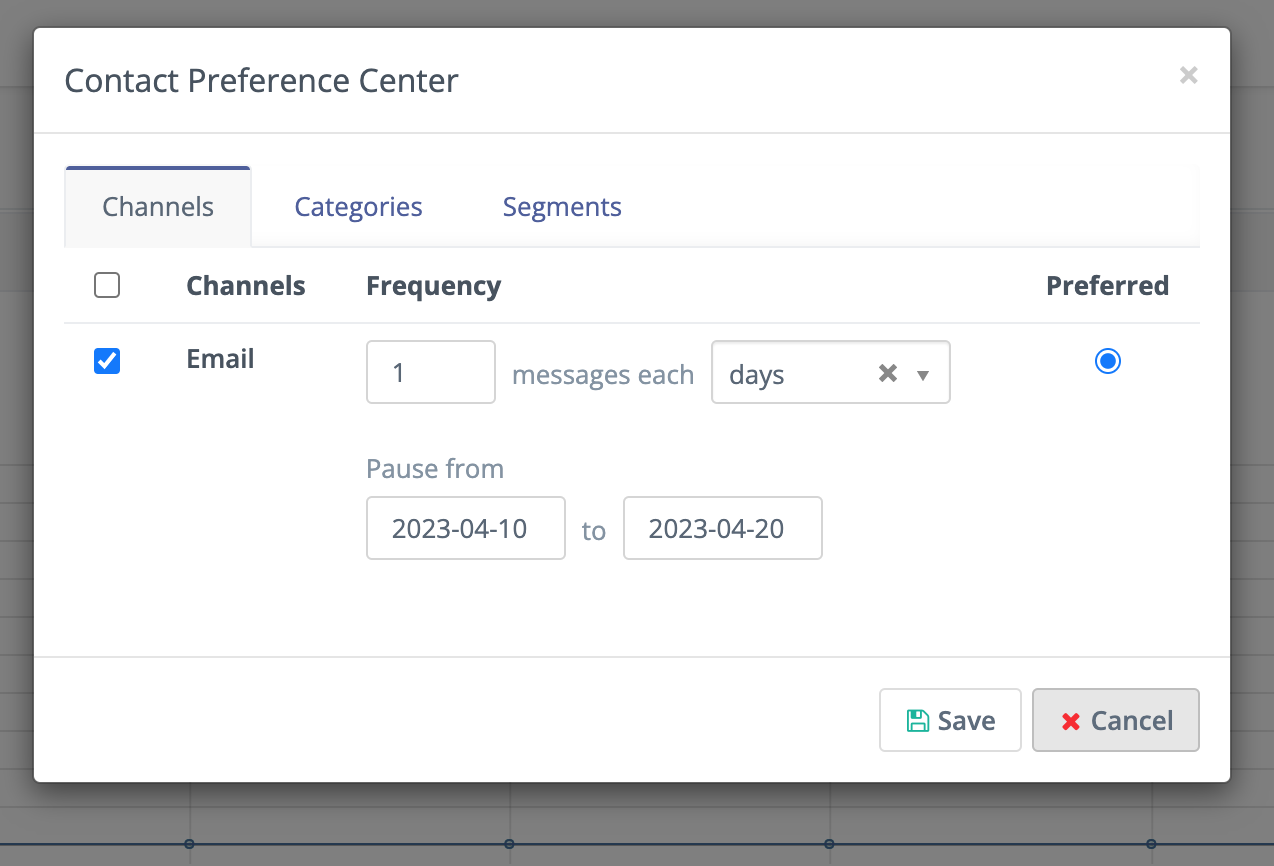 Contact Preference Center
Channels Categories Segments
Channels Frequency Preferred
Email 1 messages each days
Pause from
2023-04-10 to 2023-04-20
Save Cancel